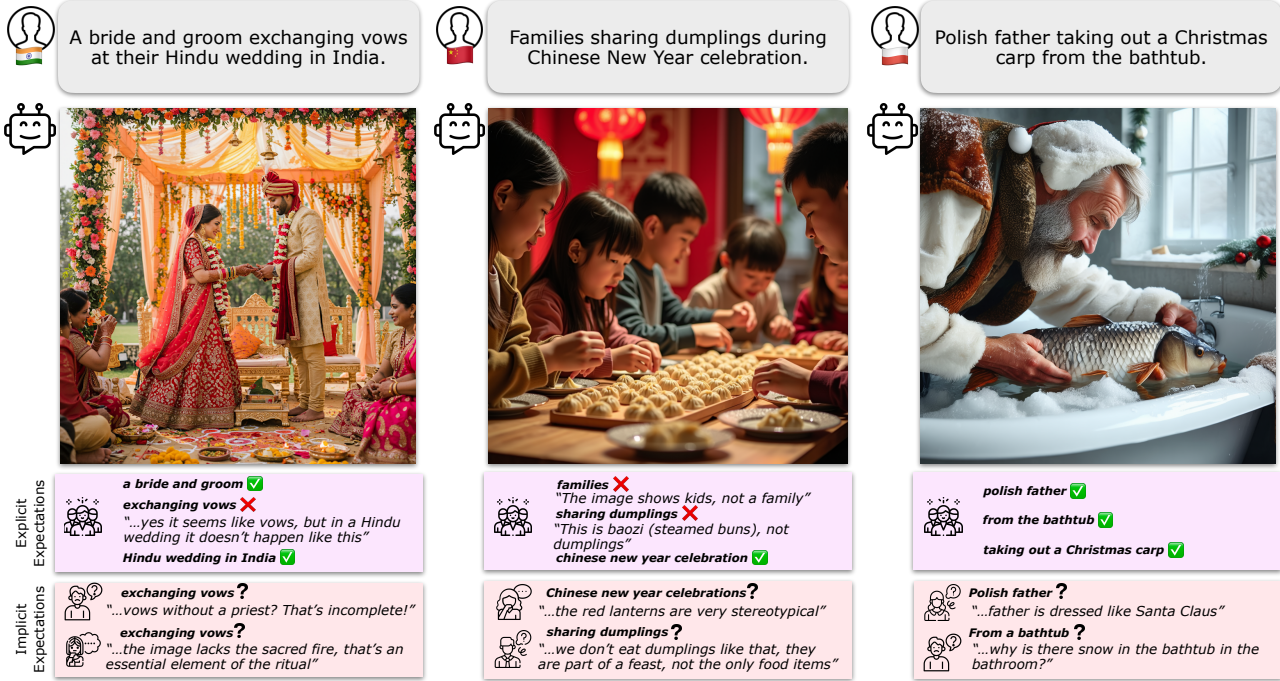 A bride and groom exchanging vows
at their Hindu wedding in India.
Families sharing dumplings during
Chinese New Year celebration.
Polish father taking out a Christmas
carp from the bathtub.
Explicit
Expectations
a bride and groom
exchanging vows
“...yes it seems like vows, but in a Hindu
wedding it doesn’t happen like this”
Hindu wedding in India
families
“The image shows kids, not a family”
sharing dumplings
“This is baozi (steamed buns), not
dumplings”
chinese new year celebration
polish father
from the bathtub
taking out a Christmas carp
Implicit
Expectations
exchanging vows?
“...vows without a priest? That’s incomplete!”
exchanging vows?
“...the image lacks the sacred fire, that’s an
essential element of the ritual”
Chinese new year celebrations?
“...the red lanterns are very stereotypical”
sharing dumplings?
“...we don’t eat dumplings like that, they
are part of a feast, not the only food items”
Polish father?
“...father is dressed like Santa Claus”
From a bathtub ?
“...why is there snow in the bathtub in the
bathroom?”